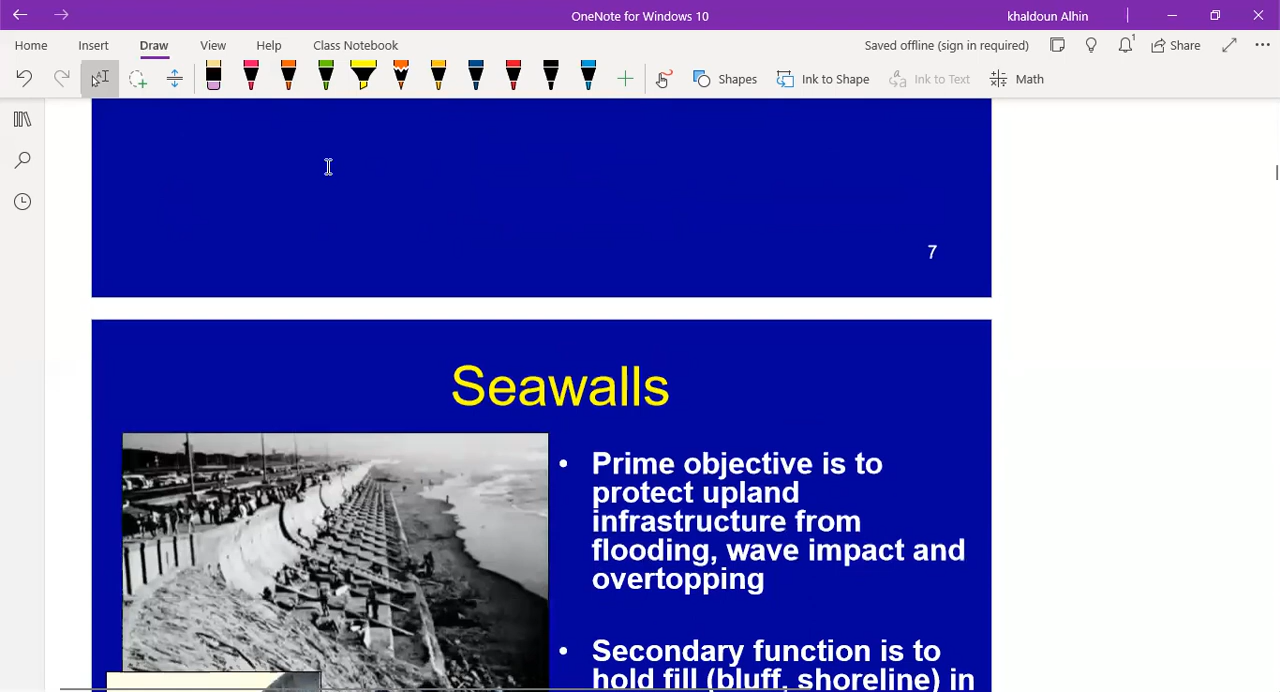 OneNote for Windows 10
khaldoun Alhin
Home Insert Draw View Help Class Notebook
Saved offline (sign in required)
Share
Shapes
Ink to Shape
Ink to Text
Math
7
Seawalls
• Prime objective is to
protect upland
infrastructure from
flooding, wave impact and
overtopping
• Secondary function is to
hold fill (bluff, shoreline) in